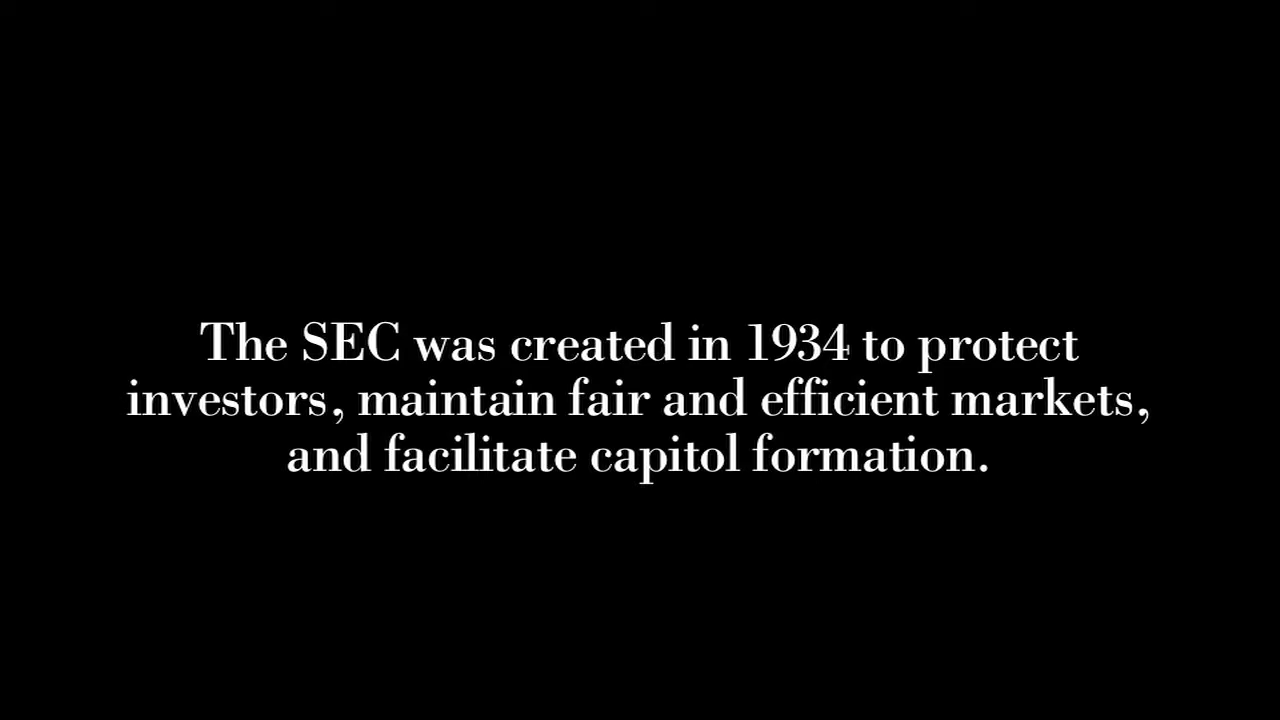 The SEC was created in 1934 to protect
investors, maintain fair and efficient markets,
and facilitate capitol formation.